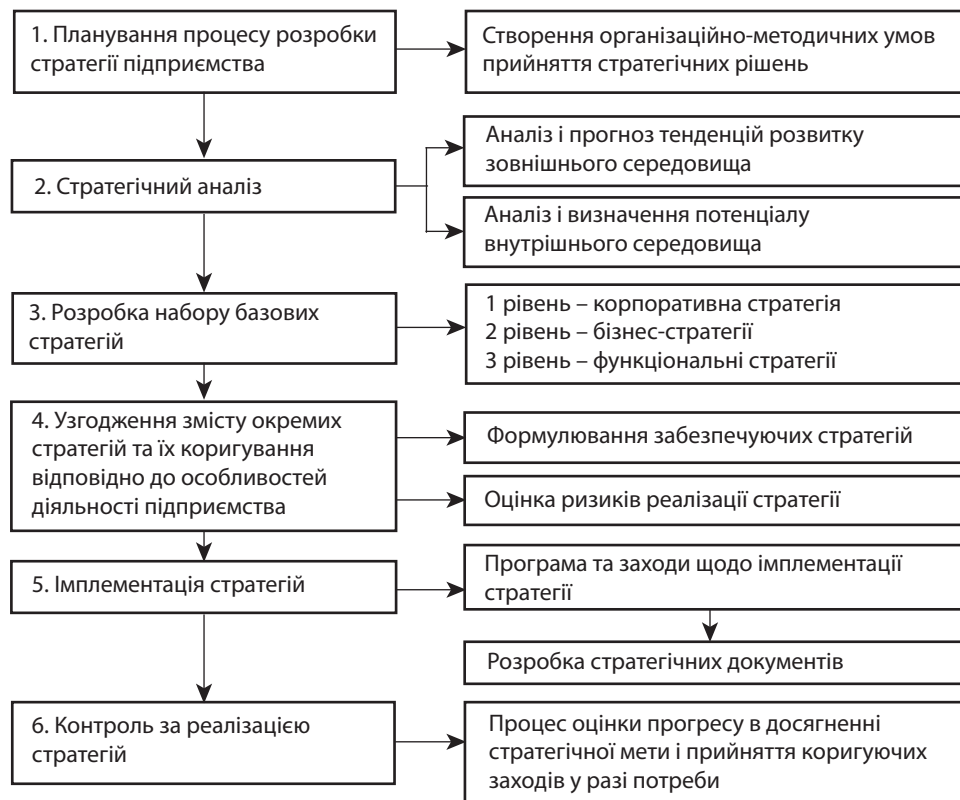 1. Планування процесу розробки
стратегії підприємства
Створення організаційно-методичних умов
прийняття стратегічних рішень
2. Стратегічний аналіз
Аналіз і прогноз тенденцій розвитку
зовнішнього середовища
Аналіз і визначення потенціалу
внутрішнього середовища
3. Розробка набору базових
стратегій
1 рівень – корпоративна стратегія
2 рівень – бізнес-стратегії
3 рівень – функціональні стратегії
4. Узгодження змісту окремих
стратегій та їх коригування
відповідно до особливостей
діяльності підприємства
Формулювання забезпечуючих стратегій
Оцінка ризиків реалізації стратегії
5. Імплементація стратегій
Програма та заходи щодо імплементації
стратегії
Розробка стратегічних документів
6. Контроль за реалізацією
стратегій
Процес оцінки прогресу в досягненні
стратегічної мети і прийняття коригуючих
заходів у разі потреби